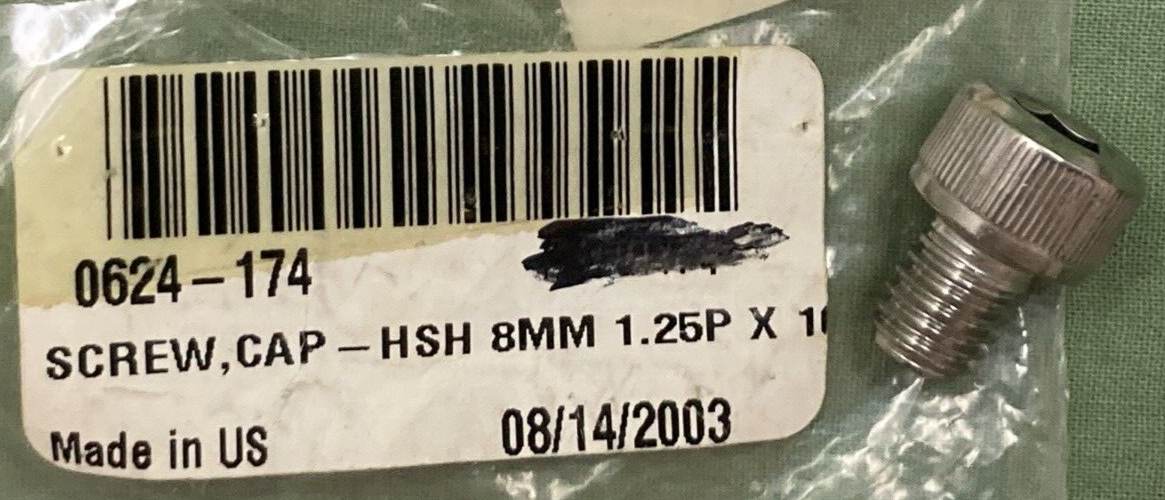 0624-174
SCREW,CAP-HSH 8MM 1.25P X
Made in US 08/14/2003